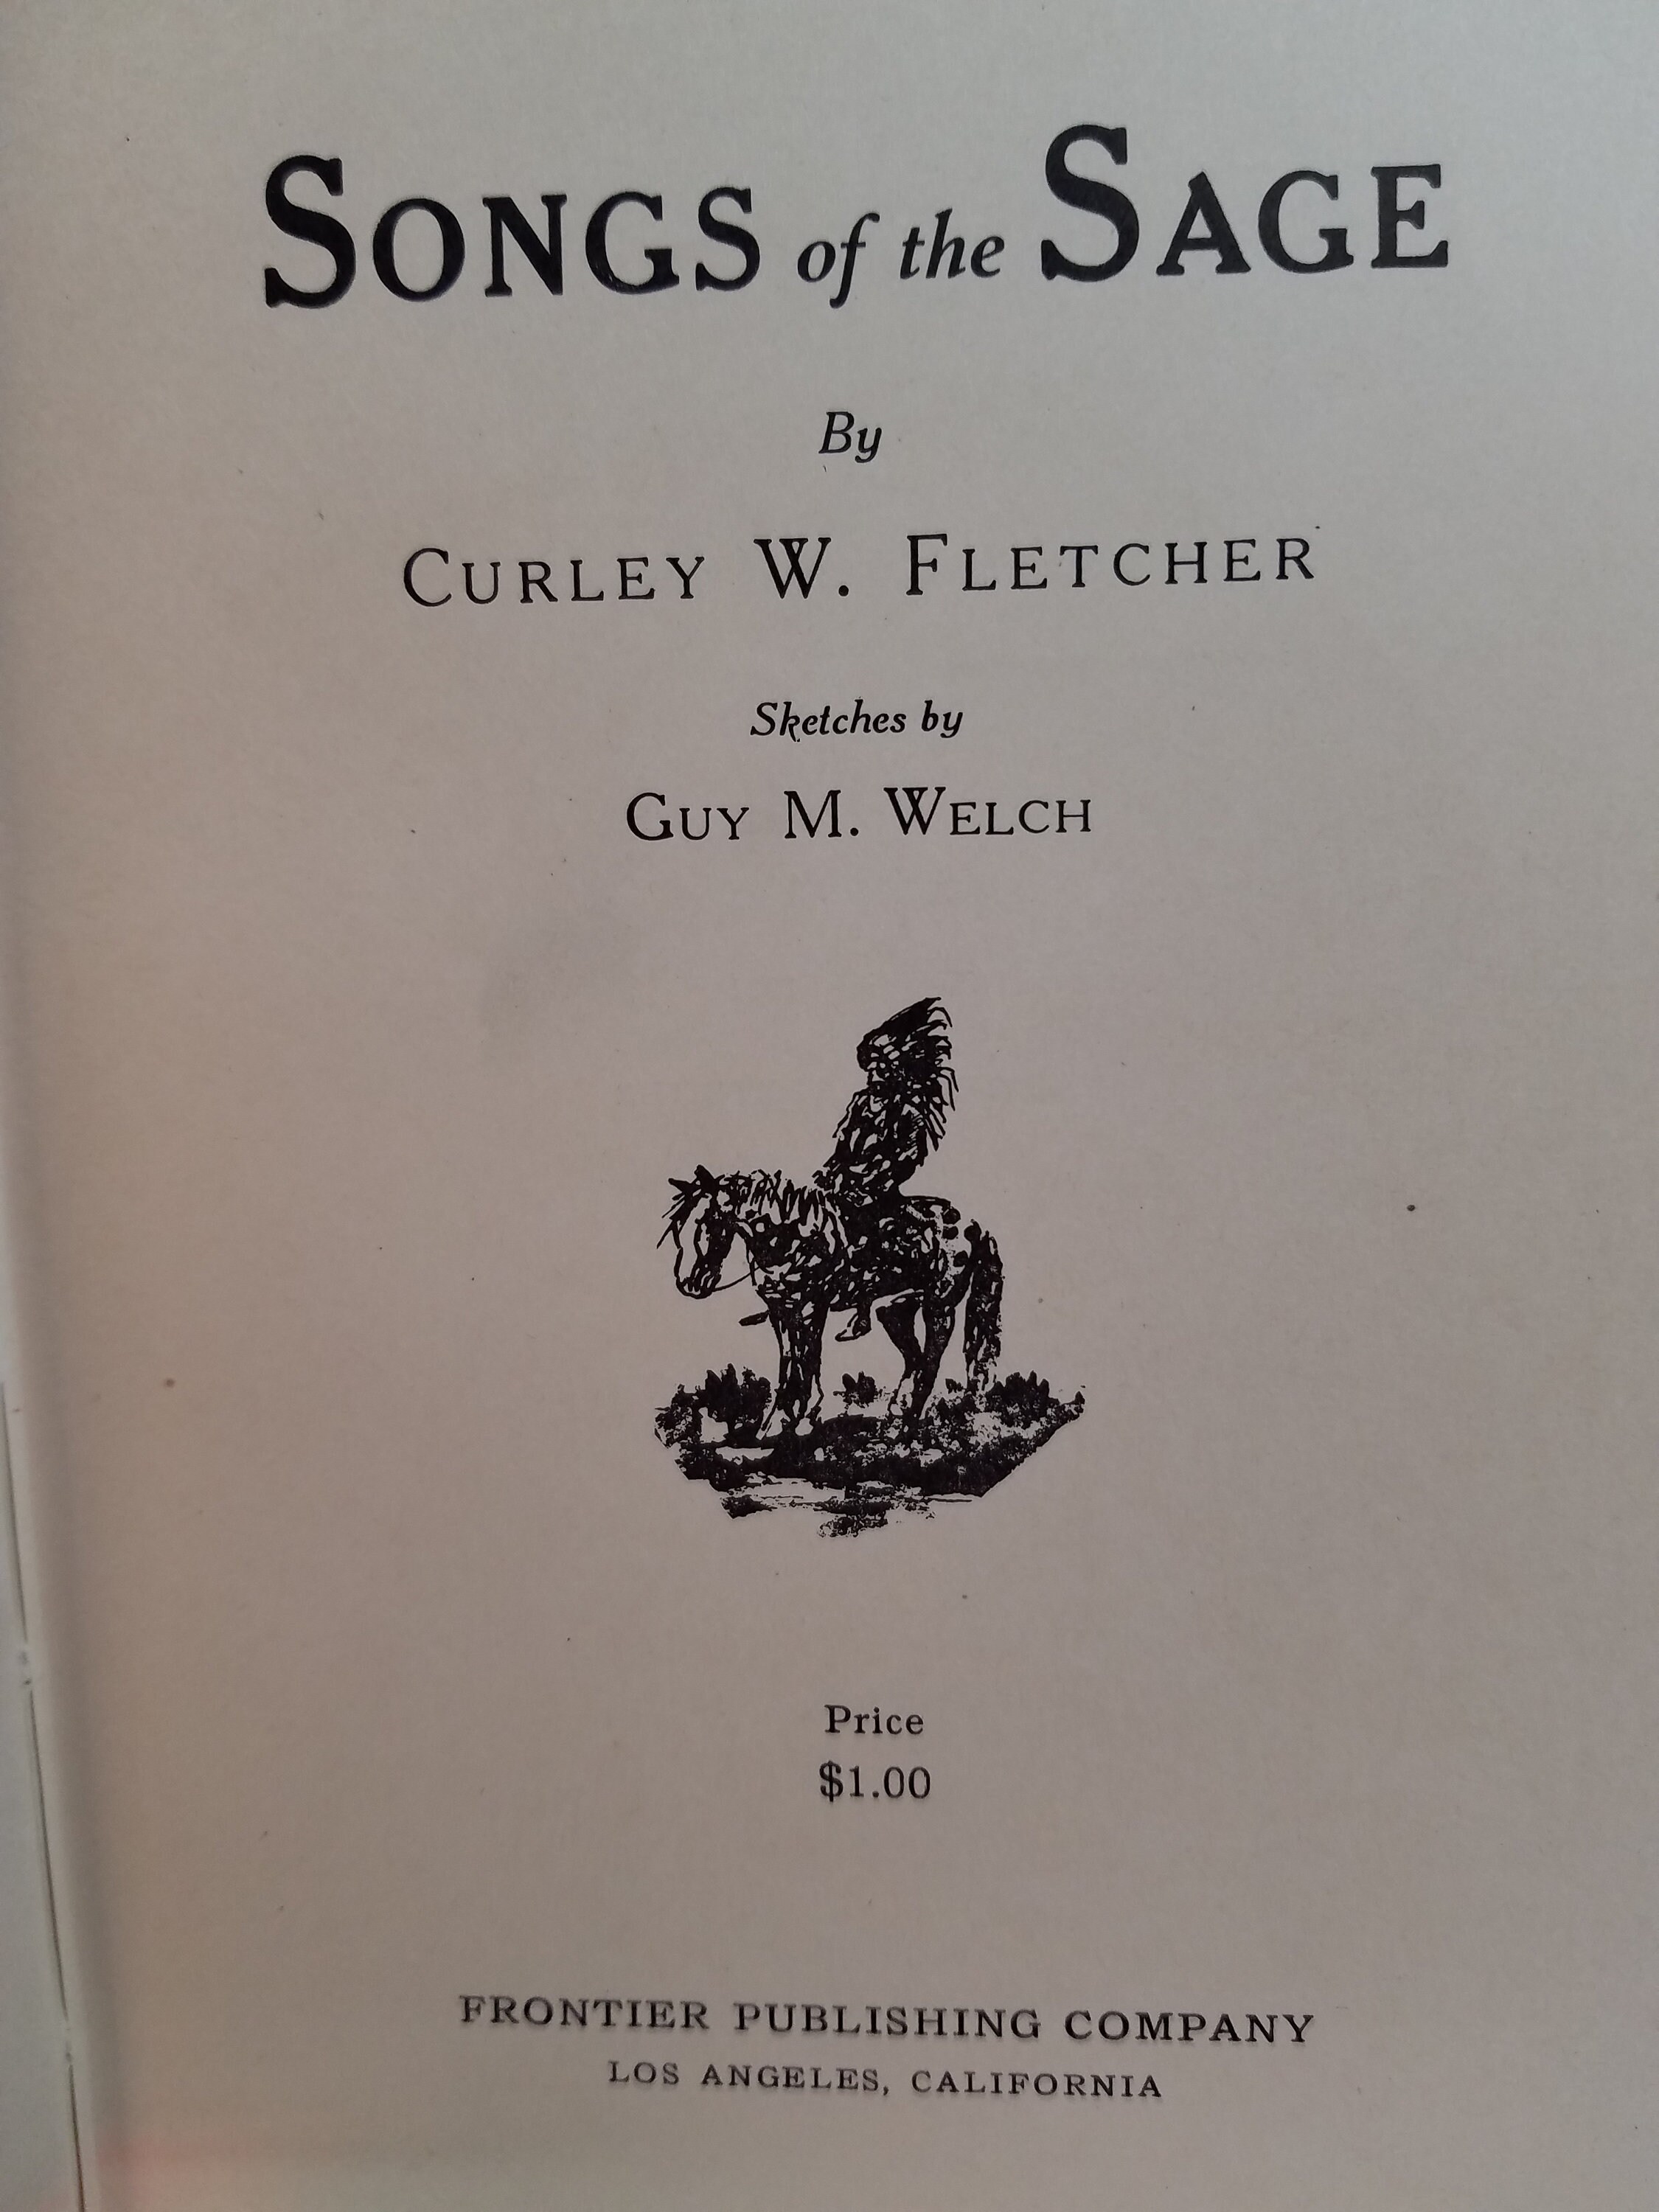 SONGS of the SAGE
By
CURLEY W. FLETCHER
Sketches by
GUY M. WELCH
Price
$1.00
FRONTIER PUBLISHING COMPANY
LOS ANGELES, CALIFORNIA